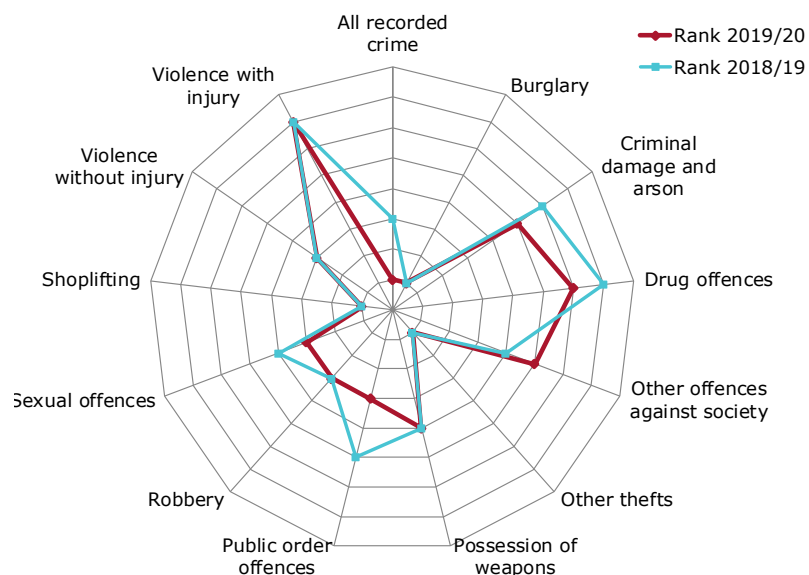 All recorded
crime
Rank 2019/20
Rank 2018/19
Burglary
Criminal
damage and
arson
Drug offences
Other offences
against society
Other thefts
Possession of
weapons
Public order
offences
Robbery
Sexual offences
Shoplifting
Violence
without injury
Violence with
injury